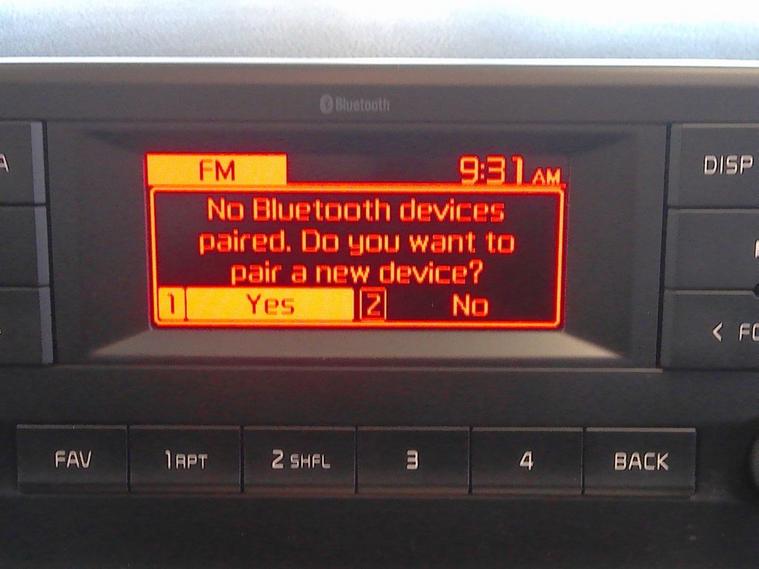 Bluetooth
FM 9:31 AM
No Bluetooth devices
paired. Do you want to
pair a new device?
1 Yes 2 No
DISP
FAV 1 RPT 2 SHFL 3 4 BACK